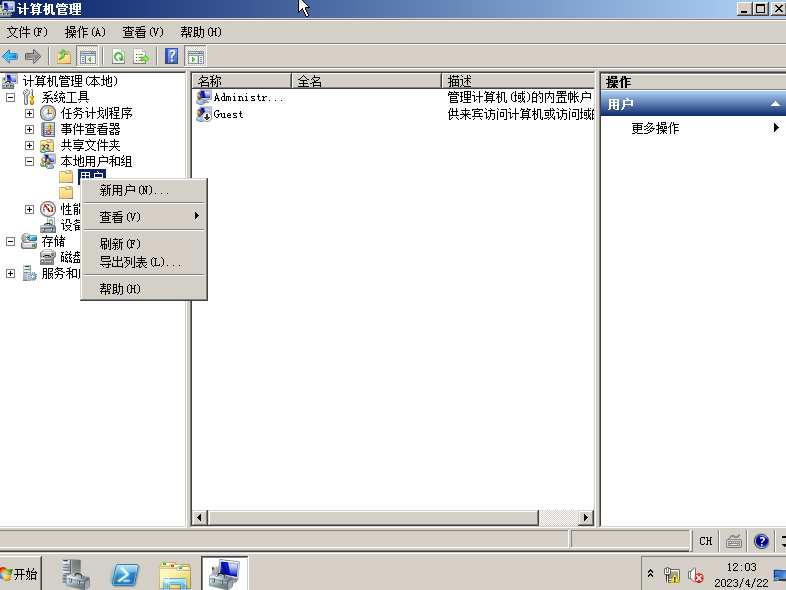 计算机管理
文件(F) 操作(A) 查看(V) 帮助(H)
计算机管理(本地)
系统工具
任务计划程序
事件查看器
共享文件夹
本地用户和组
用户
性能
设备
存储
磁盘
服务和
新用户(N)...
查看(V)
刷新(F)
导出列表(L)...
帮助(H)
名称 全名 描述
Administr... 管理计算机(域)的内置帐户
Guest 供来宾访问计算机或访问域
操作
用户
更多操作
CH
开始
12:03
2023/4/22